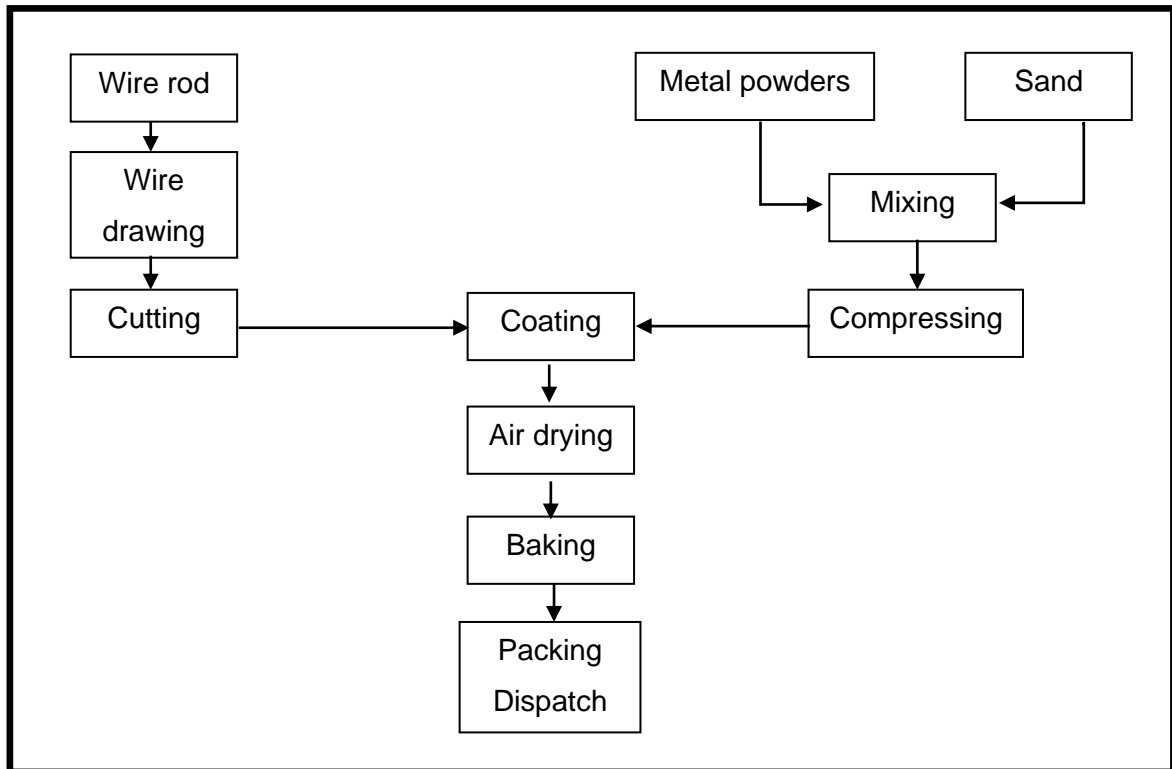 Wire rod
Metal powders
Sand
Wire
drawing
Mixing
Cutting
Coating
Compressing
Air drying
Baking
Packing
Dispatch